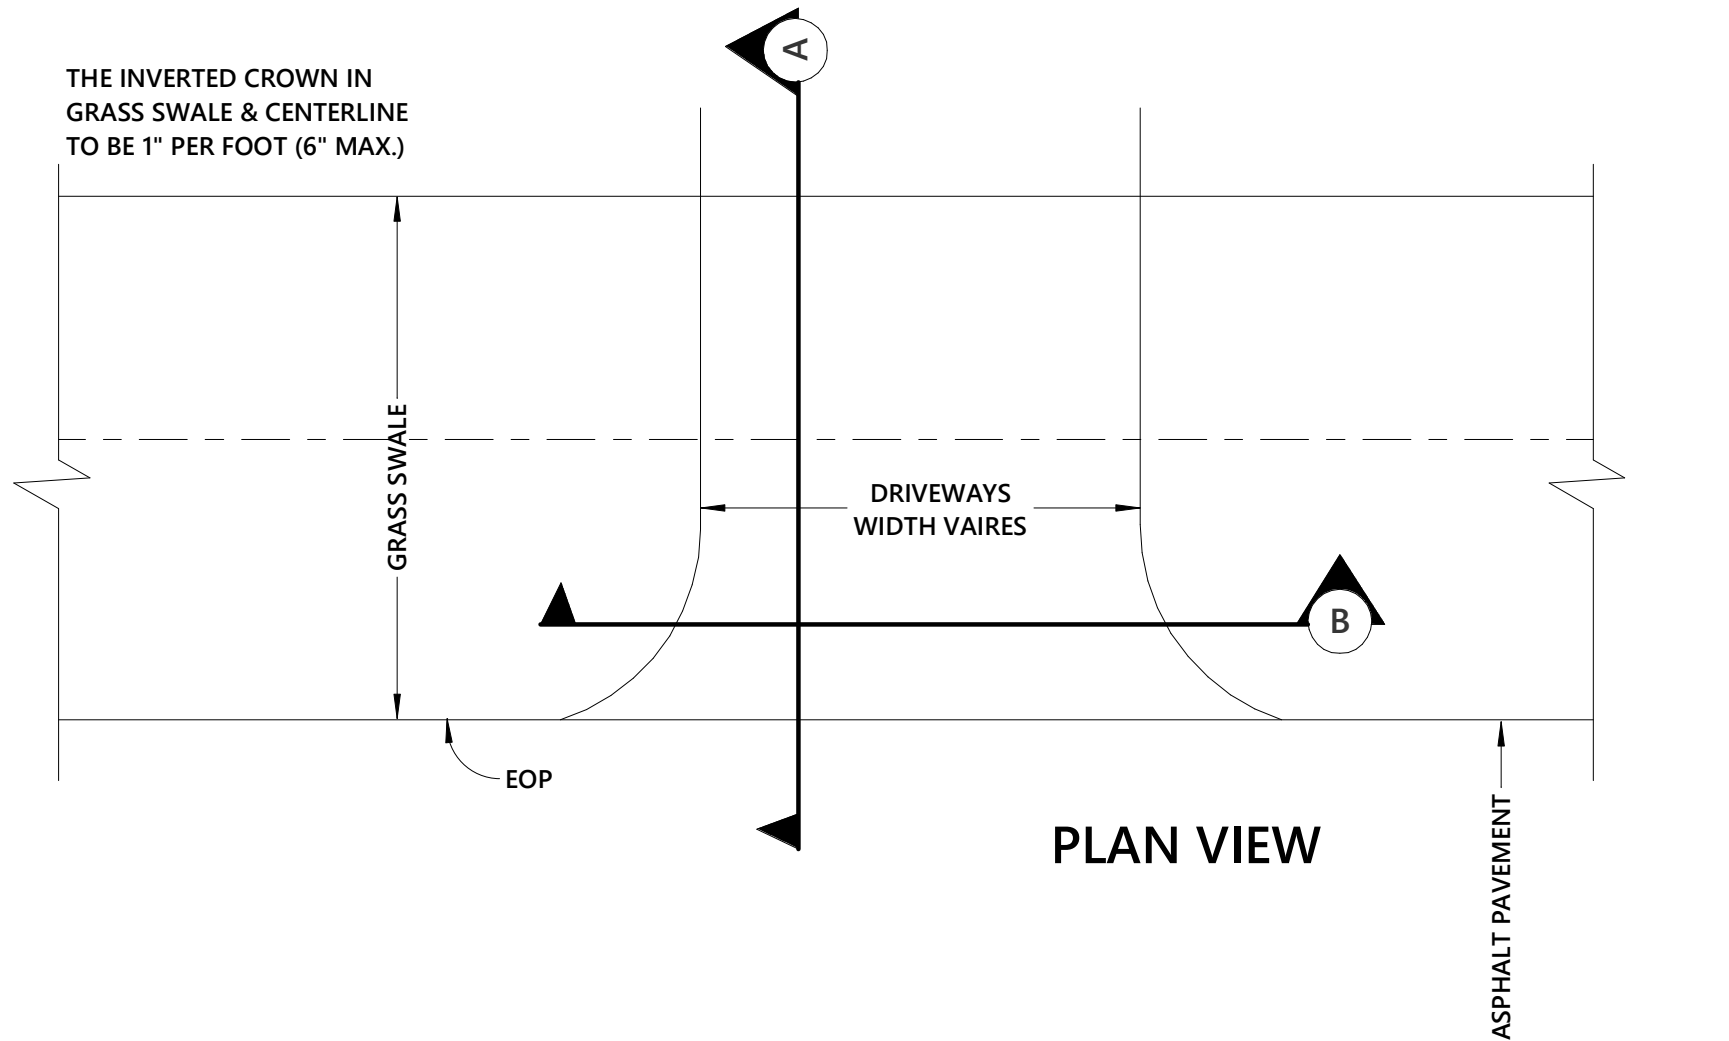 A
THE INVERTED CROWN IN
GRASS SWALE & CENTERLINE
TO BE 1" PER FOOT (6" MAX.)
GRASS SWALE
DRIVEWAYS
WIDTH VAIRES
B
EOP
PLAN VIEW
ASPHALT PAVEMENT